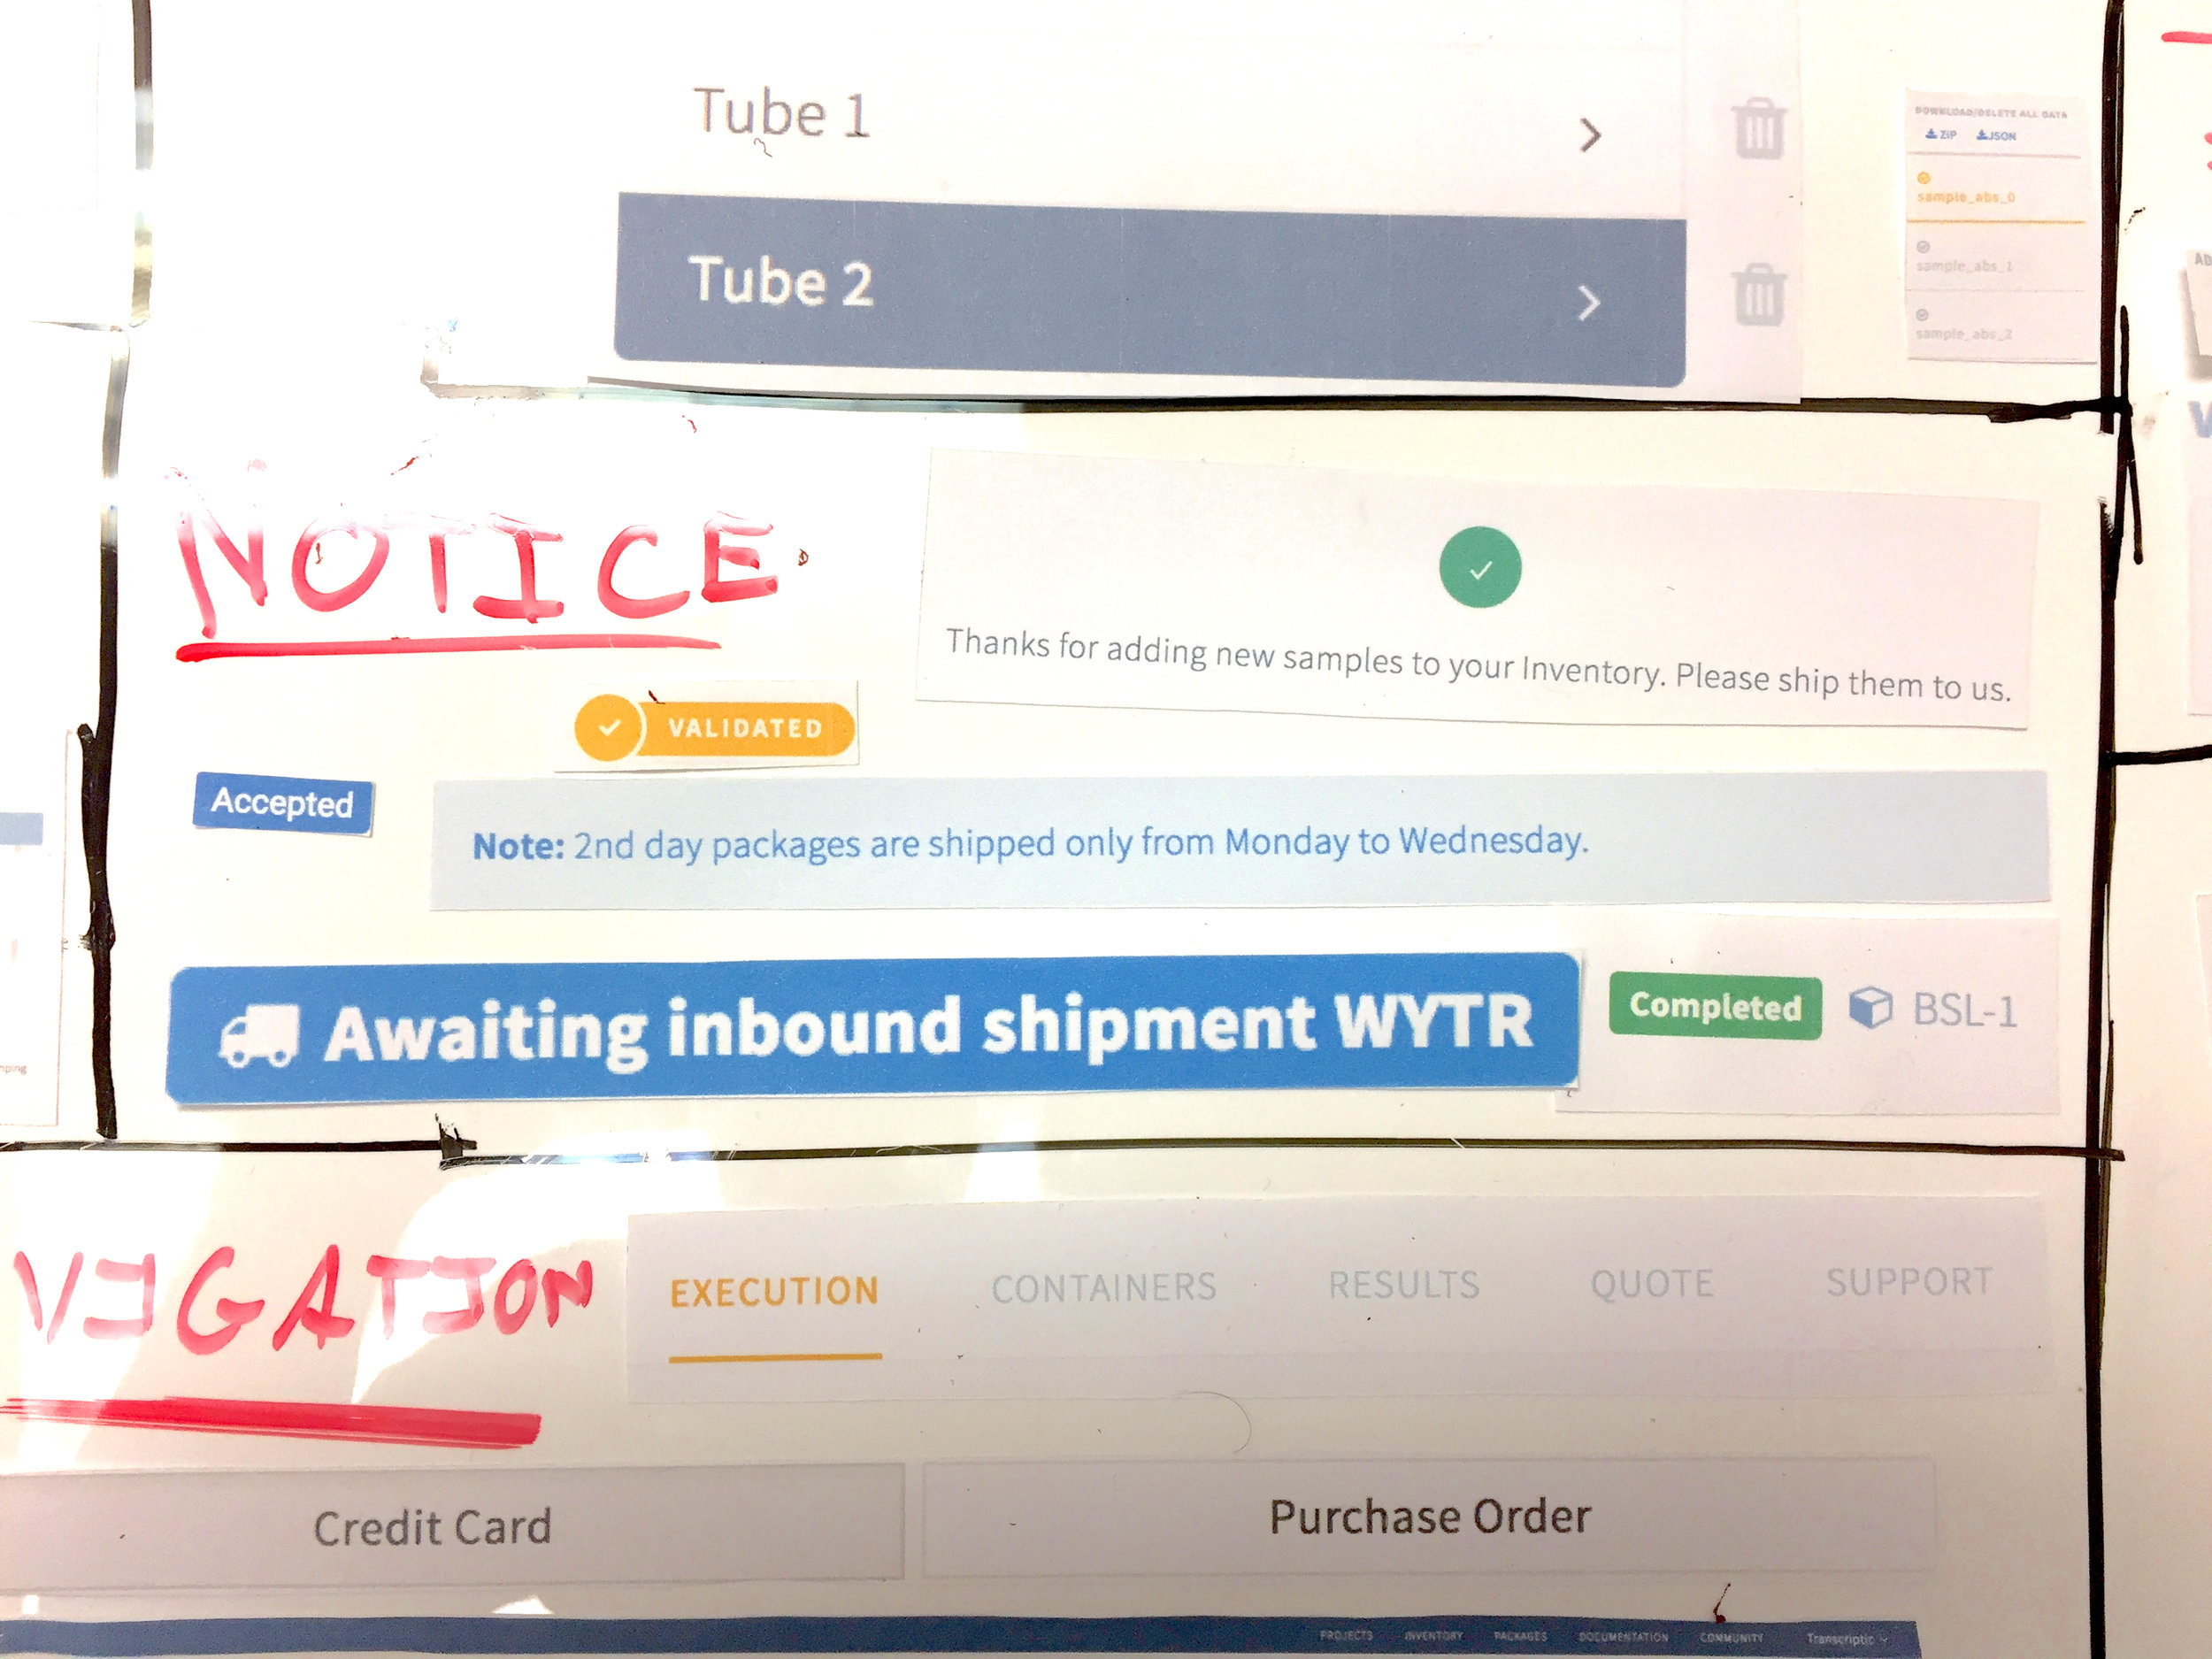 Tube 1
Tube 2
DOWNLOAD/DELETE ALL DATA
ZIP JSON
sample_abs_0
sample_abs_1
sample_abs_2
NOTICE
Thanks for adding new samples to your Inventory. Please ship them to us.
VALIDATED
Accepted
Note: 2nd day packages are shipped only from Monday to Wednesday.
Awaiting inbound shipment WYTR
Completed BSL-1
VIGATION
EXECUTION CONTAINERS RESULTS QUOTE SUPPORT
Credit Card Purchase Order
PROJECTS INVENTORY PACKAGES DOCUMENTATION COMMUNITY Transcriptic